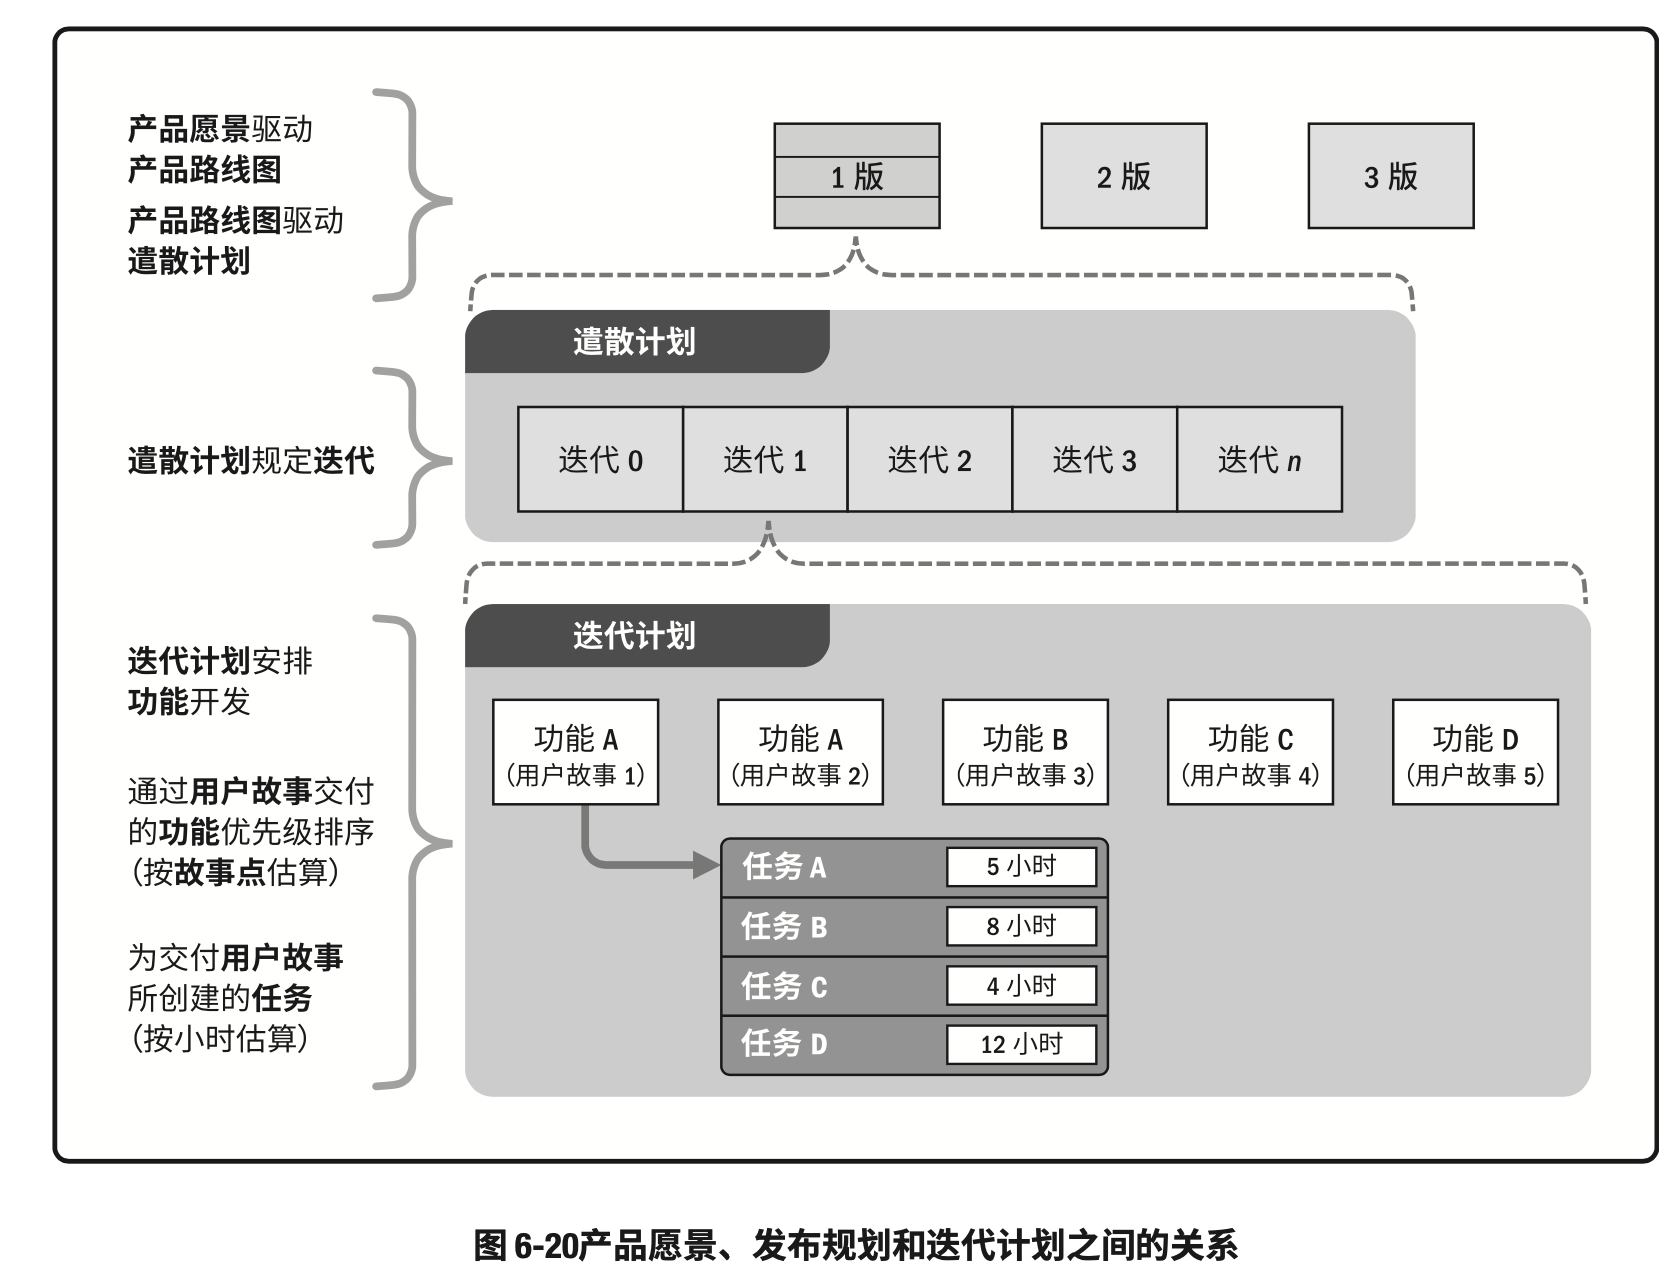 产品愿景驱动
产品路线图
产品路线图驱动
遣散计划
1 版
2 版
3 版
遣散计划
遣散计划规定迭代
迭代 0
迭代 1
迭代 2
迭代 3
迭代 n
迭代计划
迭代计划安排
功能开发
通过用户故事交付
的功能优先级排序
（按故事点估算）
为交付用户故事
所创建的任务
（按小时估算）
功能 A
（用户故事 1）
功能 A
（用户故事 2）
功能 B
（用户故事 3）
功能 C
（用户故事 4）
功能 D
（用户故事 5）
任务 A
5 小时
任务 B
8 小时
任务 C
4 小时
任务 D
12 小时
图 6-20产品愿景、发布规划和迭代计划之间的关系